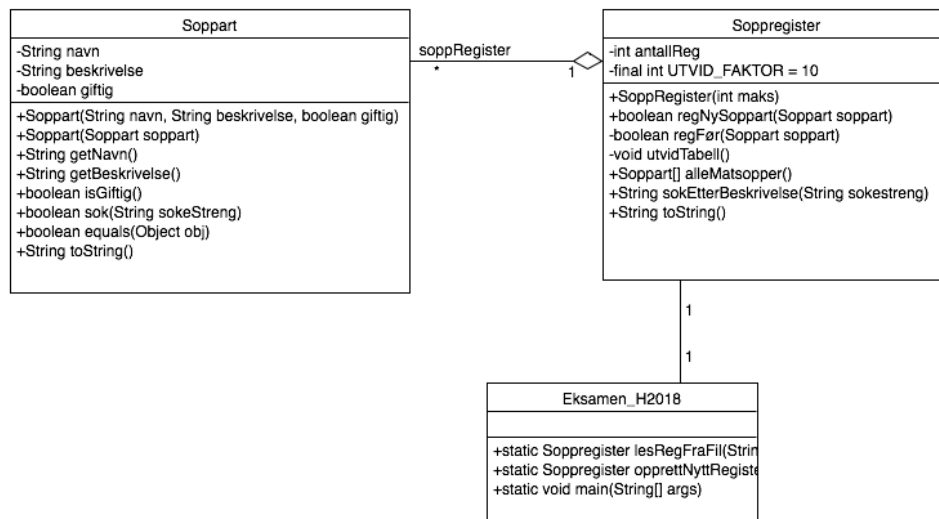 Soppart
-String navn
-String beskrivelse
-boolean giftig
+Soppart(String navn, String beskrivelse, boolean giftig)
+Soppart(Soppart soppart)
+String getNavn()
+String getBeskrivelse()
+boolean isGiftig()
+boolean sok(String sokeStreng)
+boolean equals(Object obj)
+String toString()
soppRegister
*
1
Soppregister
-int antallReg
-final int UTVID_FAKTOR = 10
+SoppRegister(int maks)
+boolean regNySoppart(Soppart soppart)
-boolean regFør(Soppart soppart)
-void utvidTabell()
+Soppart[] alleMatsopper()
+String sokEtterBeskrivelse(String sokestreng)
+String toString()
1
1
Eksamen_H2018
+static Soppregister lesRegFraFil(Strin
+static Soppregister opprettNyttRegiste
+static void main(String[] args)